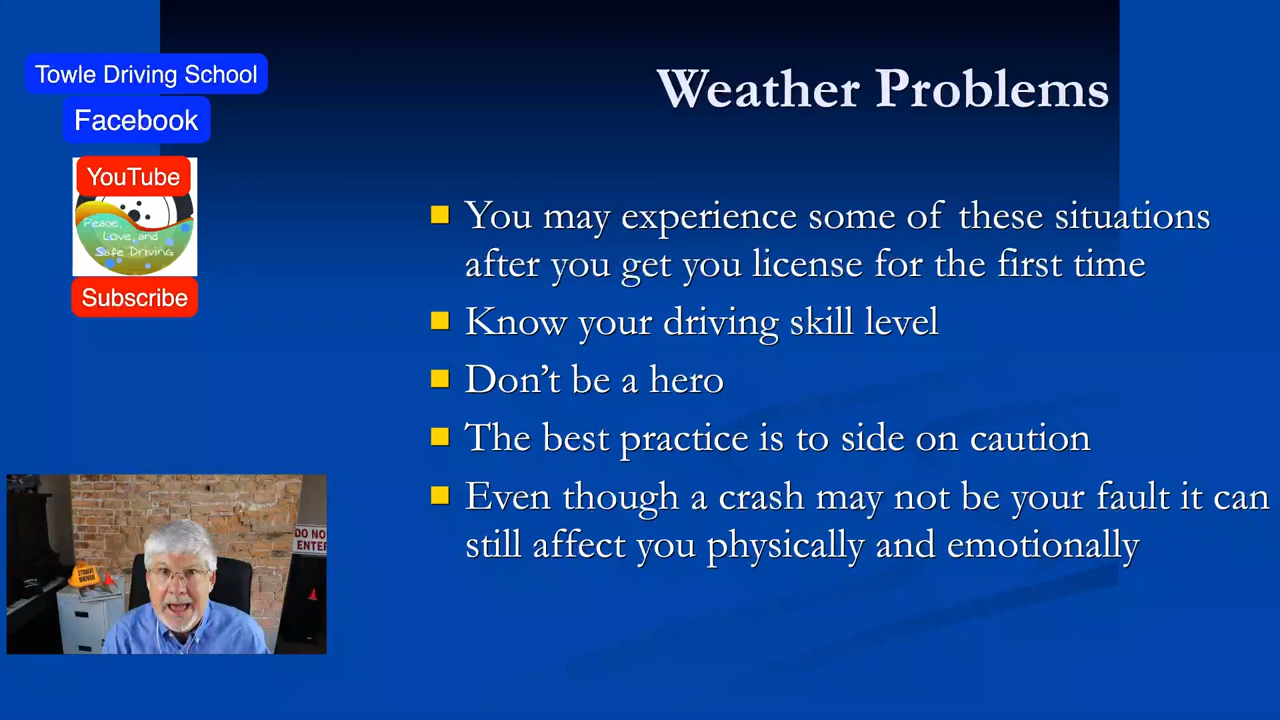 Towle Driving School
Facebook
YouTube
Peace,
Love, and
Safe Driving
Subscribe
Weather Problems
You may experience some of these situations
after you get you license for the first time
Know your driving skill level
Don’t be a hero
The best practice is to side on caution
Even though a crash may not be your fault it can
still affect you physically and emotionally
DO NO
ENTER
STUDENT
DRIVER